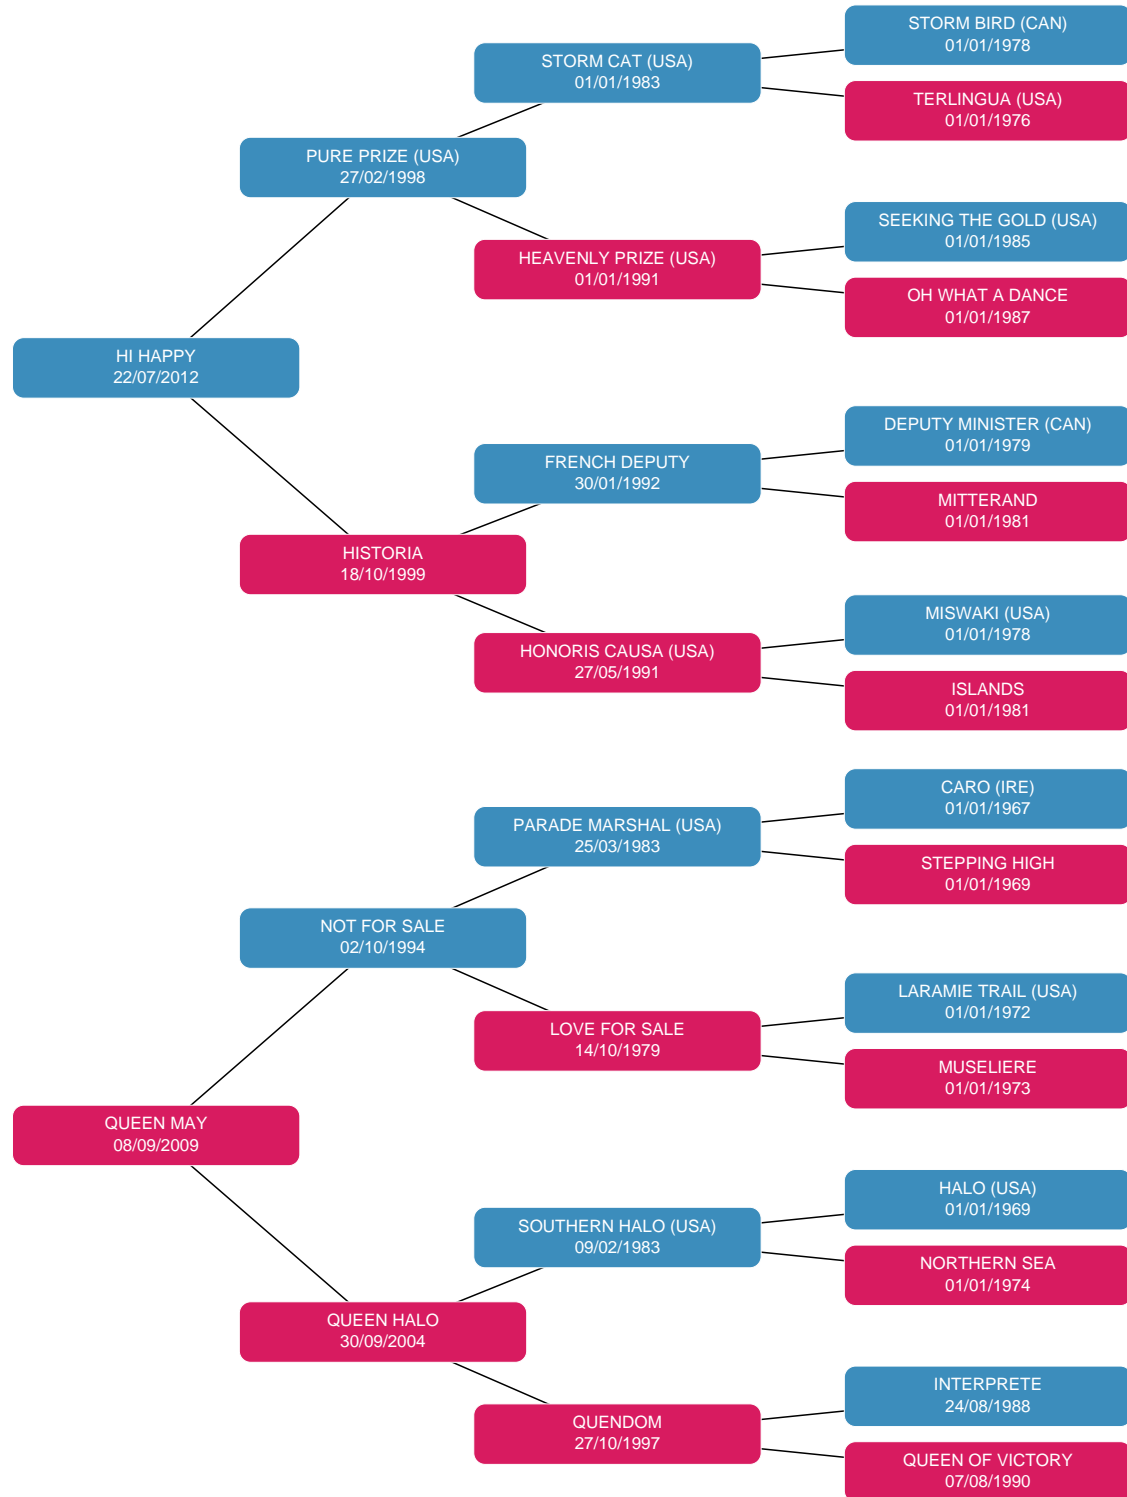 STORM BIRD (CAN)
01/01/1978
STORM CAT (USA)
01/01/1983
TERLINGUA (USA)
01/01/1976
PURE PRIZE (USA)
27/02/1998
SEEKING THE GOLD (USA)
01/01/1985
HEAVENLY PRIZE (USA)
01/01/1991
OH WHAT A DANCE
01/01/1987
HI HAPPY
22/07/2012
DEPUTY MINISTER (CAN)
01/01/1979
FRENCH DEPUTY
30/01/1992
MITTERAND
01/01/1981
HISTORIA
18/10/1999
MISWAKI (USA)
01/01/1978
HONORIS CAUSA (USA)
27/05/1991
ISLANDS
01/01/1981
CARO (IRE)
01/01/1967
PARADE MARSHAL (USA)
25/03/1983
STEPPING HIGH
01/01/1969
NOT FOR SALE
02/10/1994
LARAMIE TRAIL (USA)
01/01/1972
LOVE FOR SALE
14/10/1979
MUSELIERE
01/01/1973
QUEEN MAY
08/09/2009
HALO (USA)
01/01/1969
SOUTHERN HALO (USA)
09/02/1983
NORTHERN SEA
01/01/1974
QUEEN HALO
30/09/2004
INTERPRETE
24/08/1988
QUENDOM
27/10/1997
QUEEN OF VICTORY
07/08/1990